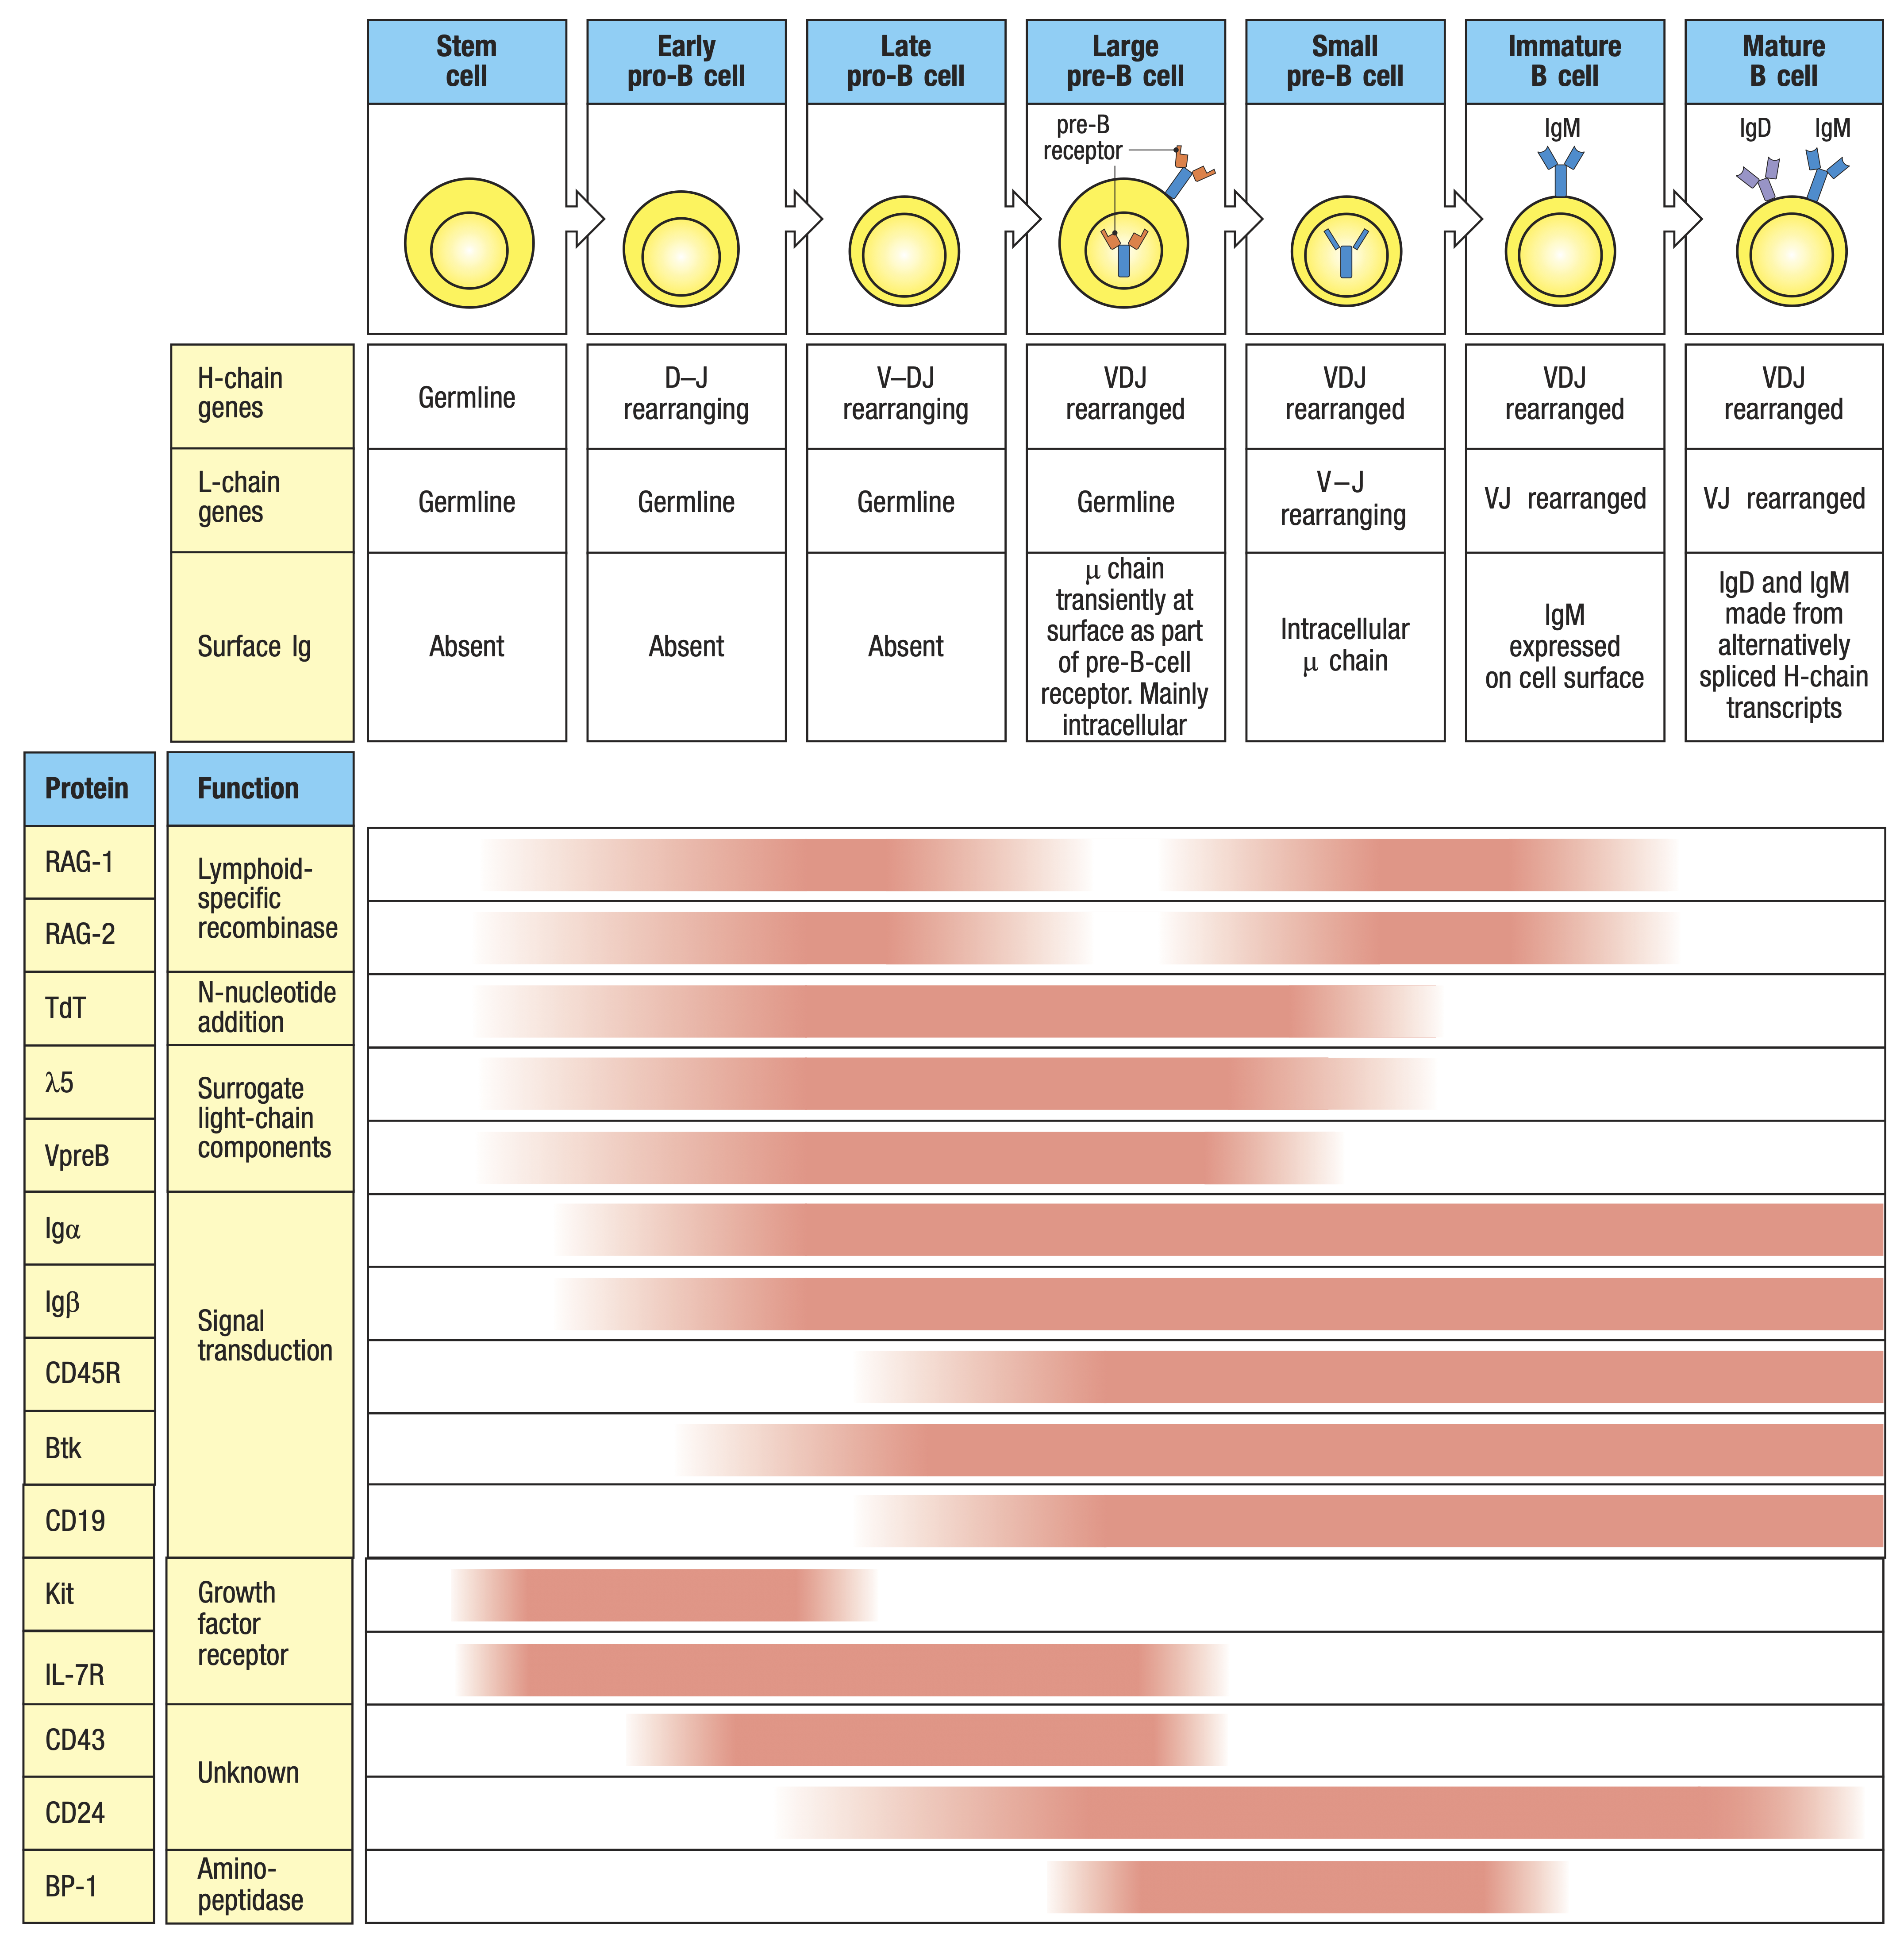 Stem
cell
Early
pro-B cell
Late
pro-B cell
Large
pre-B cell
Small
pre-B cell
Immature
B cell
Mature
B cell
pre-B
receptor
IgM
IgD
IgM
H-chain
genes
Germline
D–J
rearranging
V–DJ
rearranging
VDJ
rearranged
VDJ
rearranged
VDJ
rearranged
VDJ
rearranged
L-chain
genes
Germline
Germline
Germline
Germline
V–J
rearranging
VJ rearranged
VJ rearranged
Surface Ig
Absent
Absent
Absent
μ chain
transiently at
surface as part
of pre-B-cell
receptor. Mainly
intracellular
Intracellular
μ chain
IgM
expressed
on cell surface
IgD and IgM
made from
alternatively
spliced H-chain
transcripts
Protein
Function
RAG-1
Lymphoid-
specific
recombinase
RAG-2
TdT
N-nucleotide
addition
λ5
Surrogate
light-chain
components
VpreB
Igα
Signal
transduction
Igβ
CD45R
Btk
CD19
Kit
Growth
factor
receptor
IL-7R
CD43
Unknown
CD24
BP-1
Amino-
peptidase